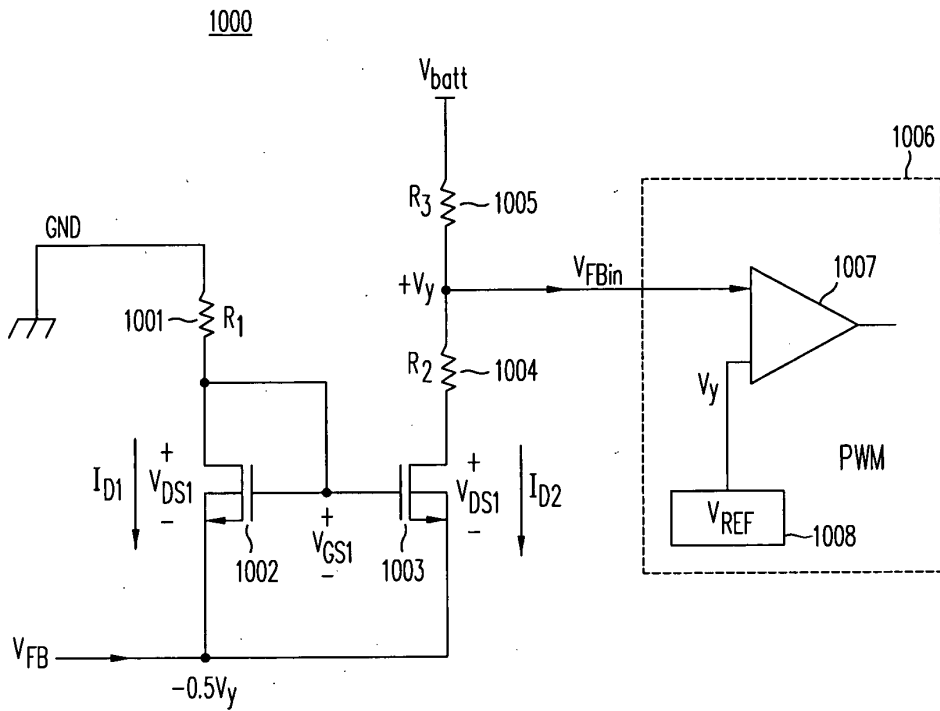 1000
V_batt
1006
R_3
1005
GND
1007
+V_y
V_FBin
1001
R_1
R_2
1004
V_y
PWM
I_D1
+
V_DS1
−
+
V_DS1
−
I_D2
+
V_GS1
−
1002
1003
V_REF
1008
V_FB
−0.5V_y